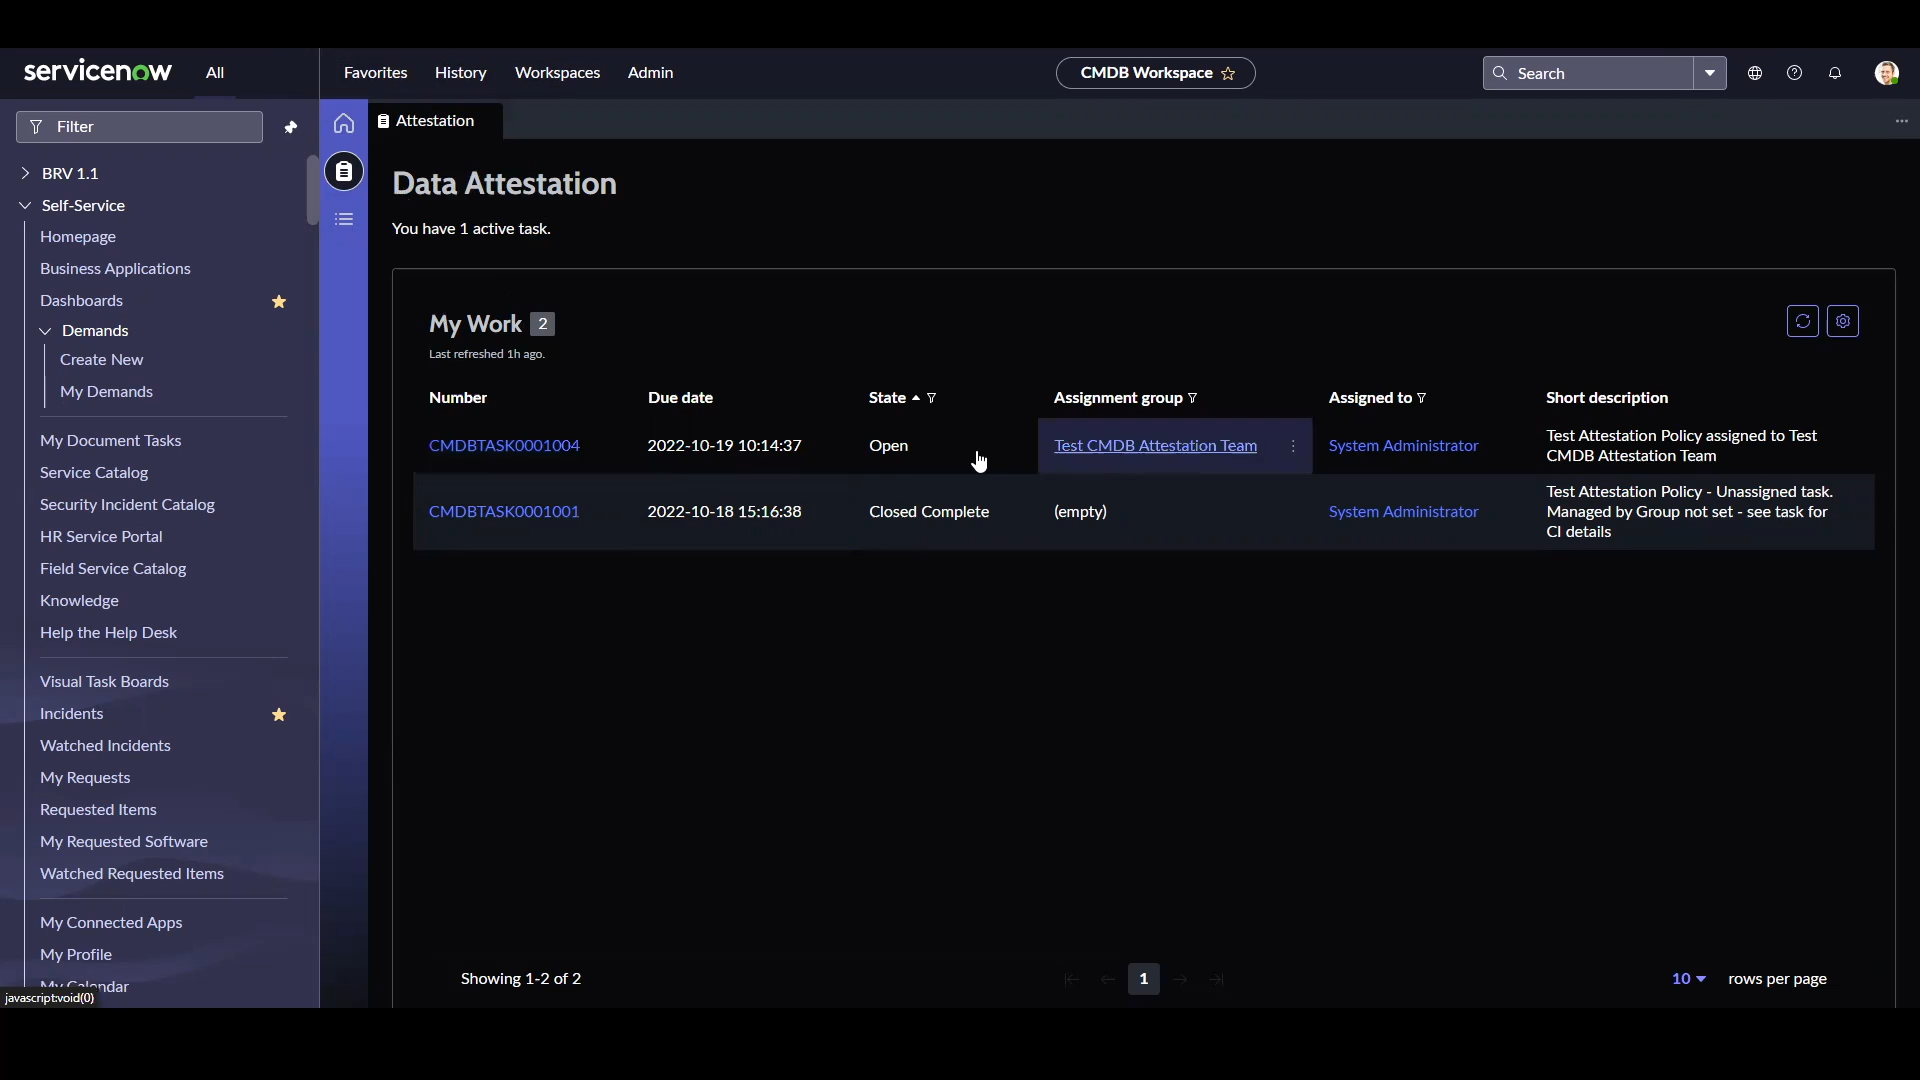 servicenow All Favorites History Workspaces Admin CMDB Workspace Search
Filter
Attestation
BRV 1.1
Self-Service
Homepage
Business Applications
Dashboards
Demands
Create New
My Demands
My Document Tasks
Service Catalog
Security Incident Catalog
HR Service Portal
Field Service Catalog
Knowledge
Help the Help Desk
Visual Task Boards
Incidents
Watched Incidents
My Requests
Requested Items
My Requested Software
Watched Requested Items
My Connected Apps
My Profile
My Calendar
javascript:void(0)
Data Attestation
You have 1 active task.
My Work 2
Last refreshed 1h ago.
Number Due date State Assignment group Assigned to Short description
CMDBTASK0001004 2022-10-19 10:14:37 Open Test CMDB Attestation Team System Administrator Test Attestation Policy assigned to Test
CMDB Attestation Team
CMDBTASK0001001 2022-10-18 15:16:38 Closed Complete (empty) System Administrator Test Attestation Policy - Unassigned task.
Managed by Group not set - see task for
CI details
Showing 1-2 of 2 1 10 rows per page